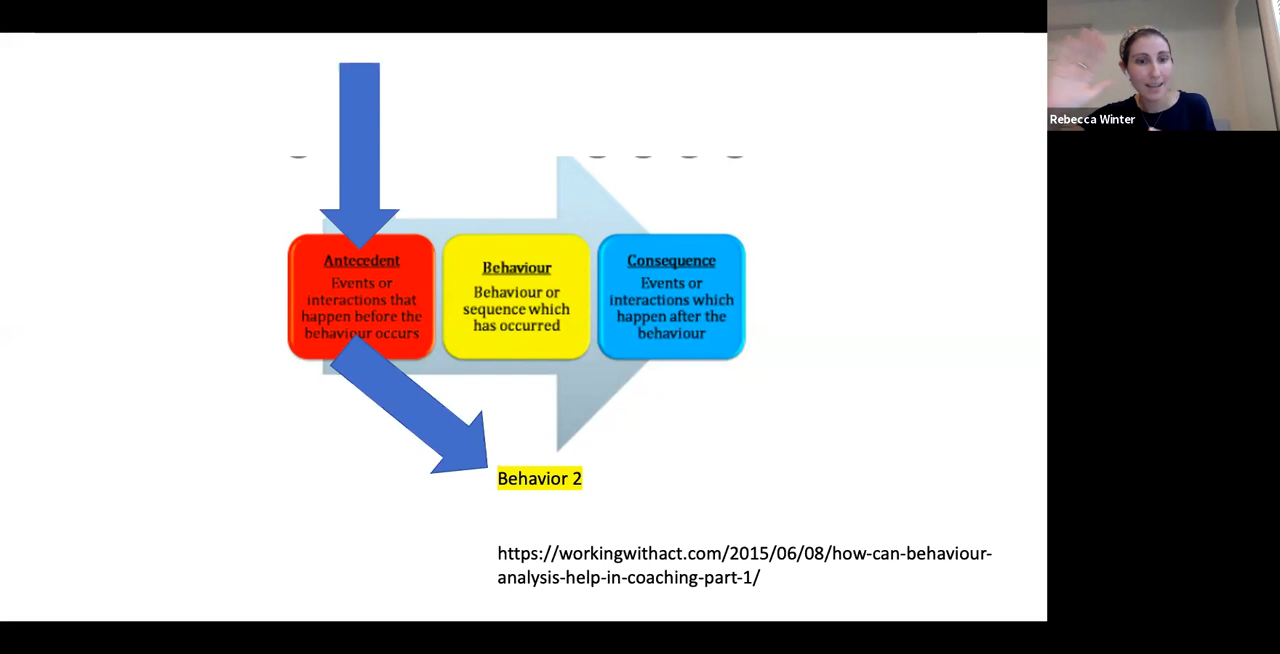 Rebecca Winter
Antecedent
Events or
interactions that
happen before the
behaviour occurs
Behaviour
Behaviour or
sequence which
has occurred
Consequence
Events or
interactions which
happen after the
behaviour
Behavior 2
https://workingwithact.com/2015/06/08/how-can-behaviour-
analysis-help-in-coaching-part-1/